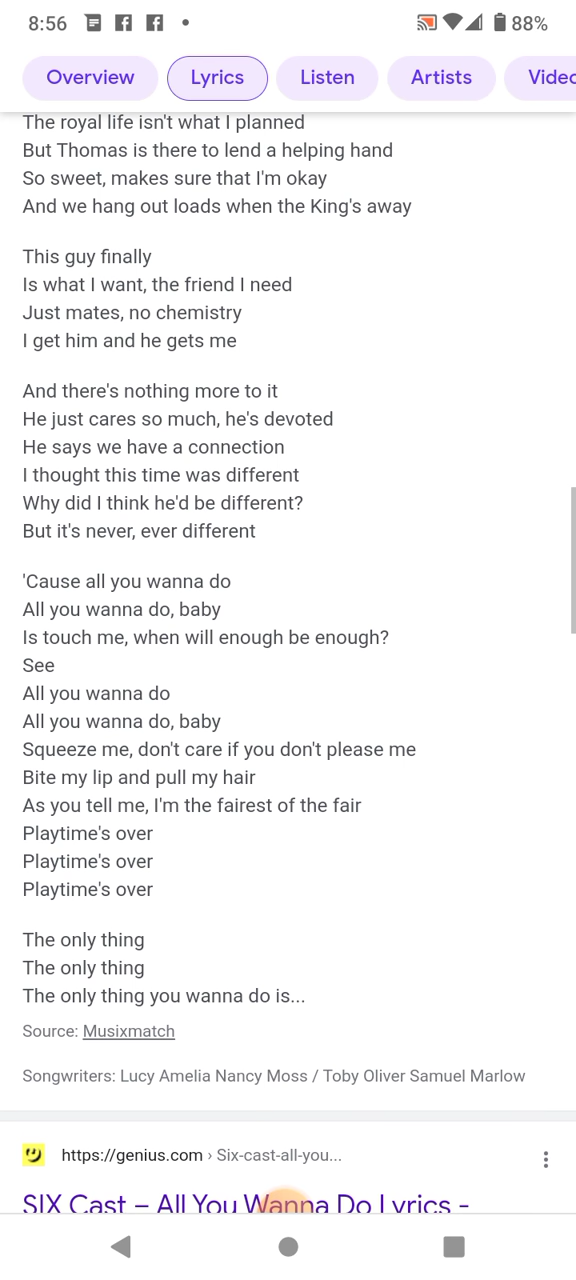 8:56
88%
Overview
Lyrics
Listen
Artists
Video
The royal life isn't what I planned
But Thomas is there to lend a helping hand
So sweet, makes sure that I'm okay
And we hang out loads when the King's away
This guy finally
Is what I want, the friend I need
Just mates, no chemistry
I get him and he gets me
And there's nothing more to it
He just cares so much, he's devoted
He says we have a connection
I thought this time was different
Why did I think he'd be different?
But it's never, ever different
'Cause all you wanna do
All you wanna do, baby
Is touch me, when will enough be enough?
See
All you wanna do
All you wanna do, baby
Squeeze me, don't care if you don't please me
Bite my lip and pull my hair
As you tell me, I'm the fairest of the fair
Playtime's over
Playtime's over
Playtime's over
The only thing
The only thing
The only thing you wanna do is...
Source: Musixmatch
Songwriters: Lucy Amelia Nancy Moss / Toby Oliver Samuel Marlow
https://genius.com › Six-cast-all-you...
SIX Cast – All You Wanna Do Lyrics -